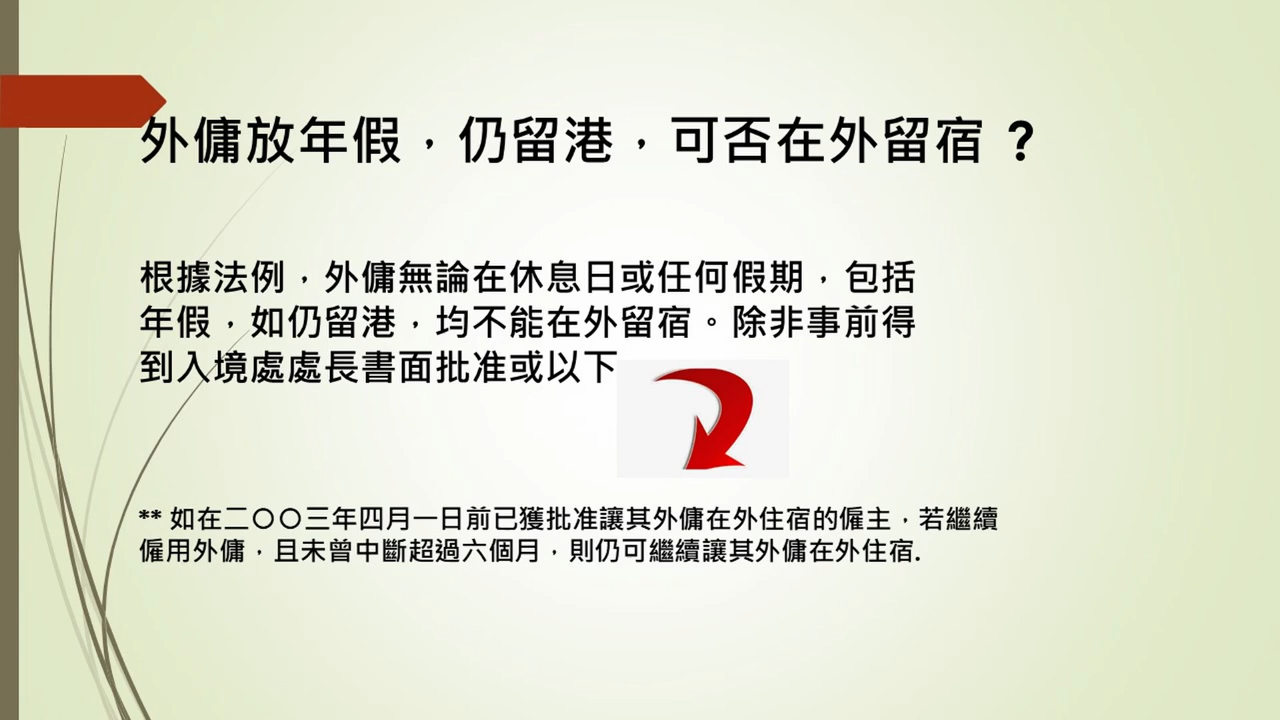 外傭放年假，仍留港，可否在外留宿 ?
根據法例，外傭無論在休息日或任何假期，包括
年假，如仍留港，均不能在外留宿。除非事前得
到入境處處長書面批准或以下
** 如在二〇〇三年四月一日前已獲批准讓其外傭在外住宿的僱主，若繼續
僱用外傭，且未曾中斷超過六個月，則仍可繼續讓其外傭在外住宿.